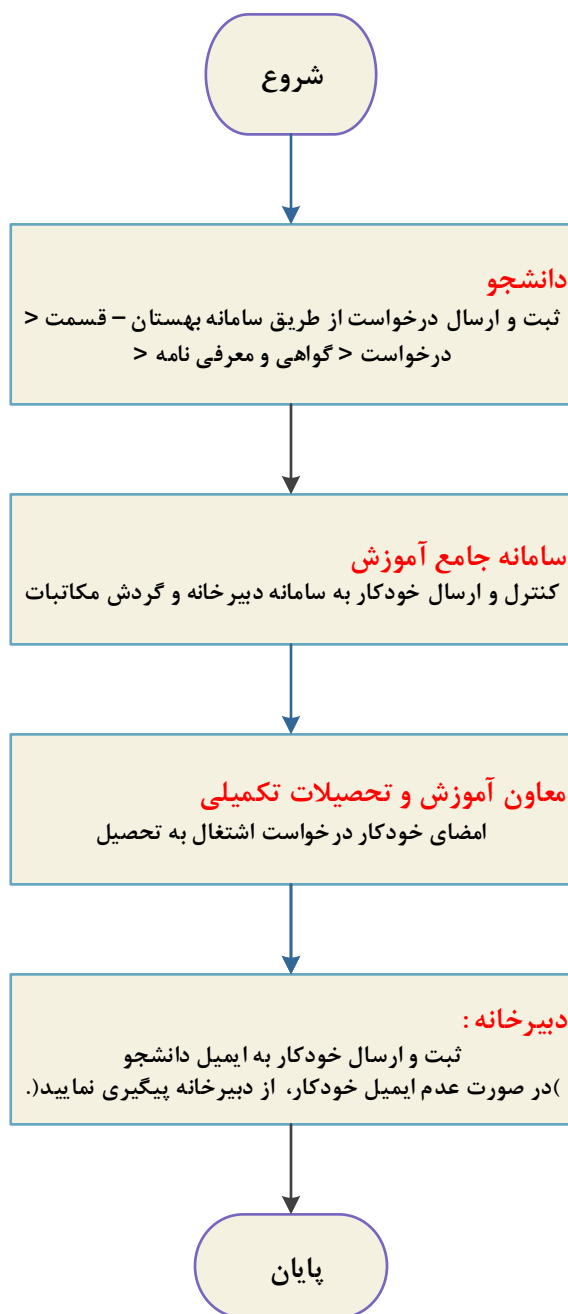 شروع
دانشجو
ثبت و ارسال درخواست از طریق سامانه بهستان – قسمت >
درخواست > گواهی و معرفی نامه >
سامانه جامع آموزش
کنترل و ارسال خودکار به سامانه دبیرخانه و گردش مکاتبات
معاون آموزش و تحصیلات تکمیلی
امضای خودکار درخواست اشتغال به تحصیل
دبیرخانه :
ثبت و ارسال خودکار به ایمیل دانشجو
(در صورت عدم ایمیل خودکار، از دبیرخانه پیگیری نمایید).
پایان